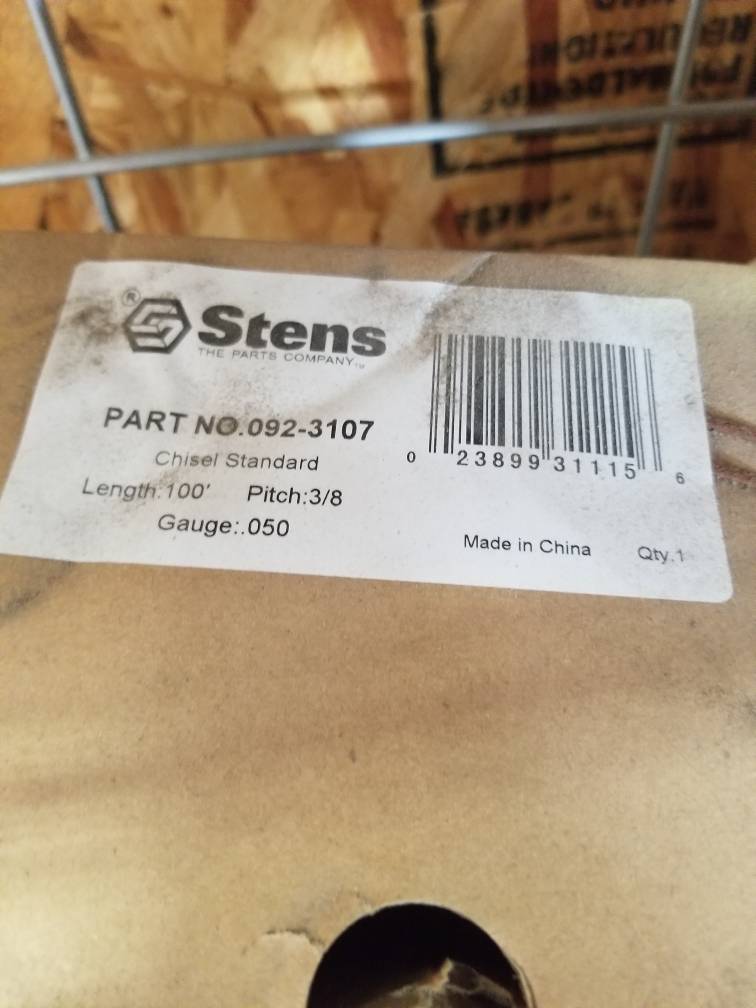 ®
Stens
THE PARTS COMPANY™
PART NO.092-3107
Chisel Standard
Length:100' Pitch:3/8
Gauge:.050
0 23899 31115 6
Made in China Qty.1